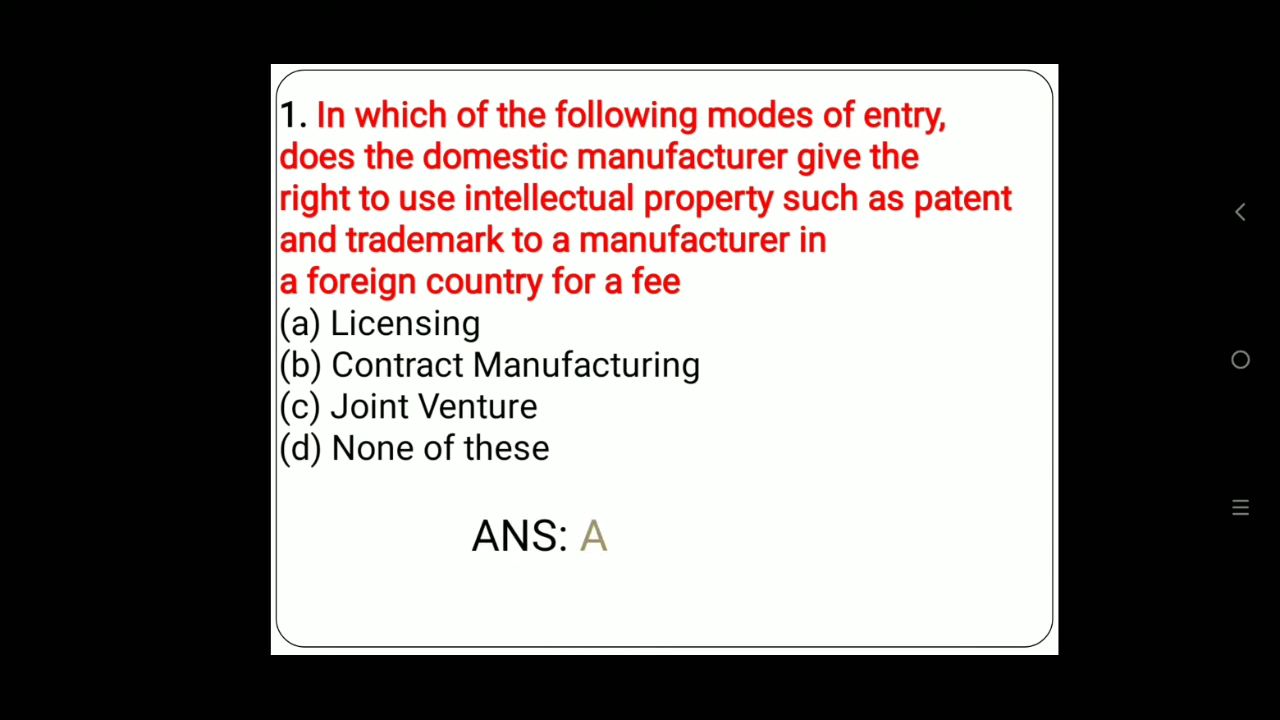 1. In which of the following modes of entry,
does the domestic manufacturer give the
right to use intellectual property such as patent
and trademark to a manufacturer in
a foreign country for a fee
(a) Licensing
(b) Contract Manufacturing
(c) Joint Venture
(d) None of these
ANS: A